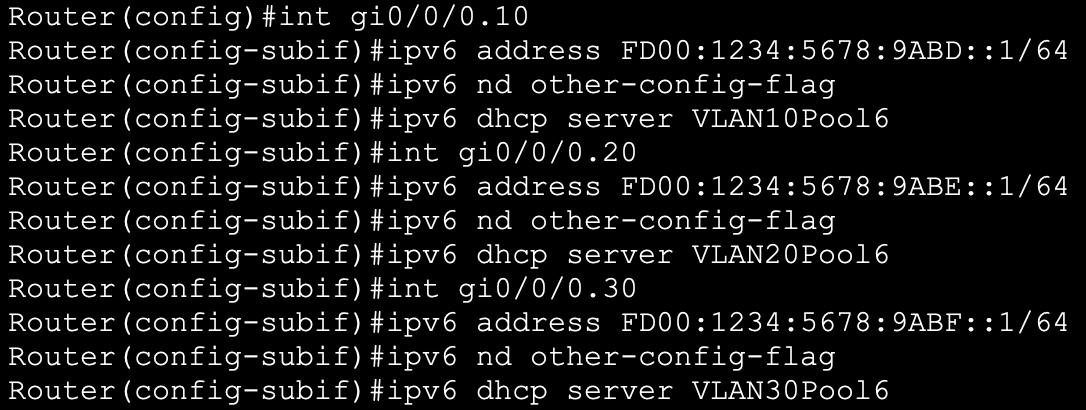 Router(config)#int gi0/0/0.10
Router(config-subif)#ipv6 address FD00:1234:5678:9ABD::1/64
Router(config-subif)#ipv6 nd other-config-flag
Router(config-subif)#ipv6 dhcp server VLAN10Pool6
Router(config-subif)#int gi0/0/0.20
Router(config-subif)#ipv6 address FD00:1234:5678:9ABE::1/64
Router(config-subif)#ipv6 nd other-config-flag
Router(config-subif)#ipv6 dhcp server VLAN20Pool6
Router(config-subif)#int gi0/0/0.30
Router(config-subif)#ipv6 address FD00:1234:5678:9ABF::1/64
Router(config-subif)#ipv6 nd other-config-flag
Router(config-subif)#ipv6 dhcp server VLAN30Pool6